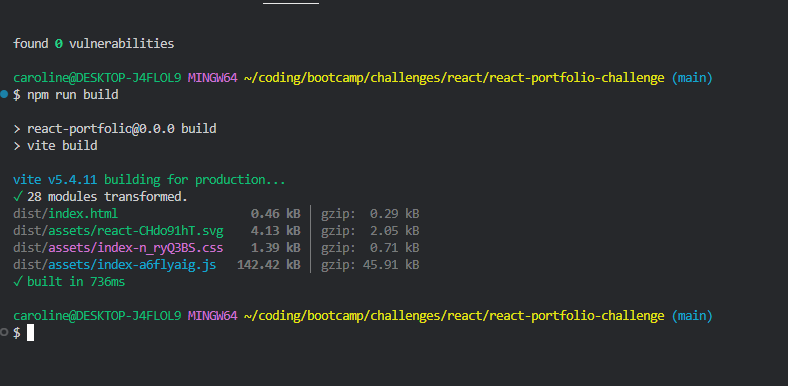 found 0 vulnerabilities
caroline@DESKTOP-J4FLOL9 MINGW64 ~/coding/bootcamp/challenges/react/react-portfolio-challenge (main)
$ npm run build
> react-portfolio@0.0.0 build
> vite build
vite v5.4.11 building for production...
✓ 28 modules transformed.
dist/index.html 0.46 kB │ gzip: 0.29 kB
dist/assets/react-CHdo91hT.svg 4.13 kB │ gzip: 2.05 kB
dist/assets/index-n_ryQ3BS.css 1.39 kB │ gzip: 0.71 kB
dist/assets/index-a6flyaig.js 142.42 kB │ gzip: 45.91 kB
✓ built in 736ms
caroline@DESKTOP-J4FLOL9 MINGW64 ~/coding/bootcamp/challenges/react/react-portfolio-challenge (main)
$